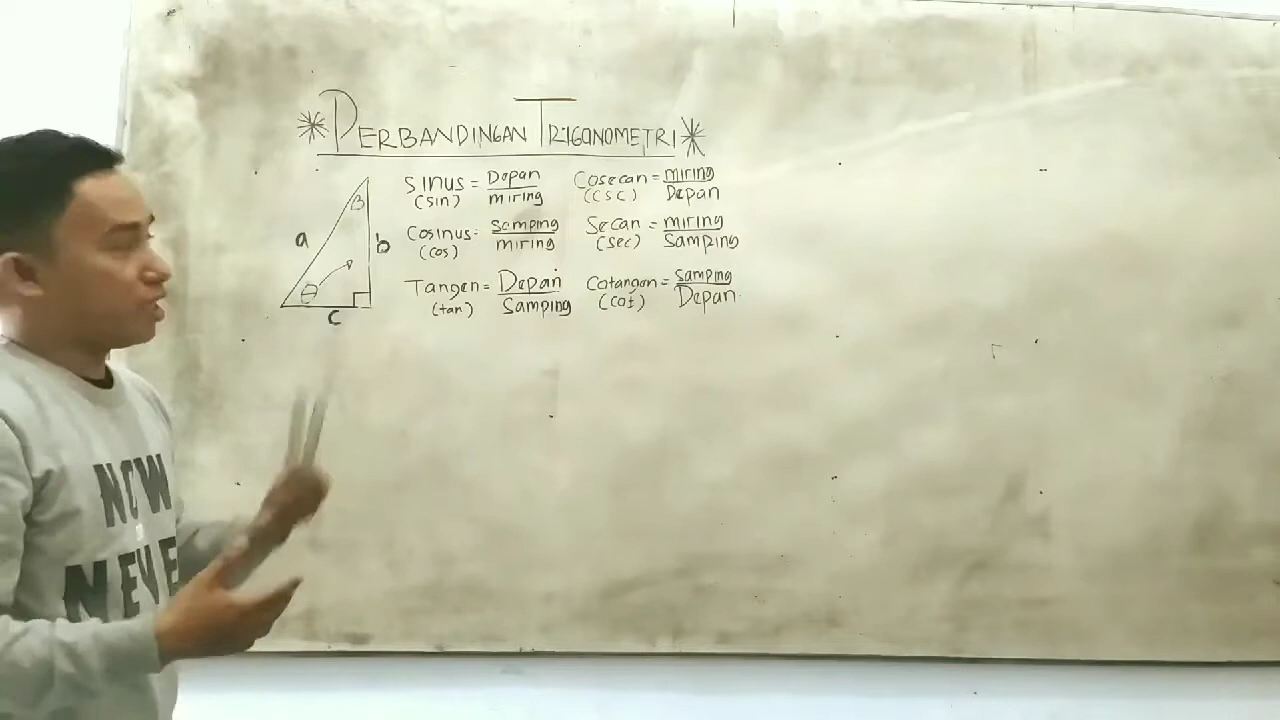 *PERBANDINGAN TRIGONOMETRI*
Sinus = Depan / miring
(sin)
Cosecan = miring / Depan
(csc)
Cosinus = samping / miring
(cos)
Secan = miring / Samping
(sec)
Tangen = Depan / Samping
(tan)
Cotangan = samping / Depan
(cot)
a
b
c
θ
β
NOW
NEVE